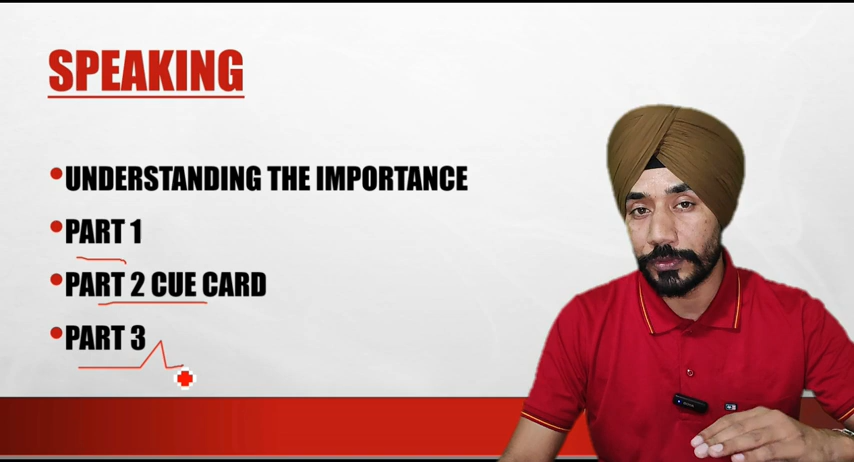 SPEAKING
•UNDERSTANDING THE IMPORTANCE
•PART 1
•PART 2 CUE CARD
•PART 3